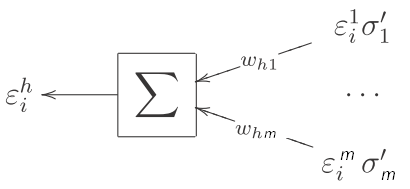 ε_i^1 σ′_1
w_{h1}
ε_i^h
∑
· · ·
w_{hm}
ε_i^m σ′_m